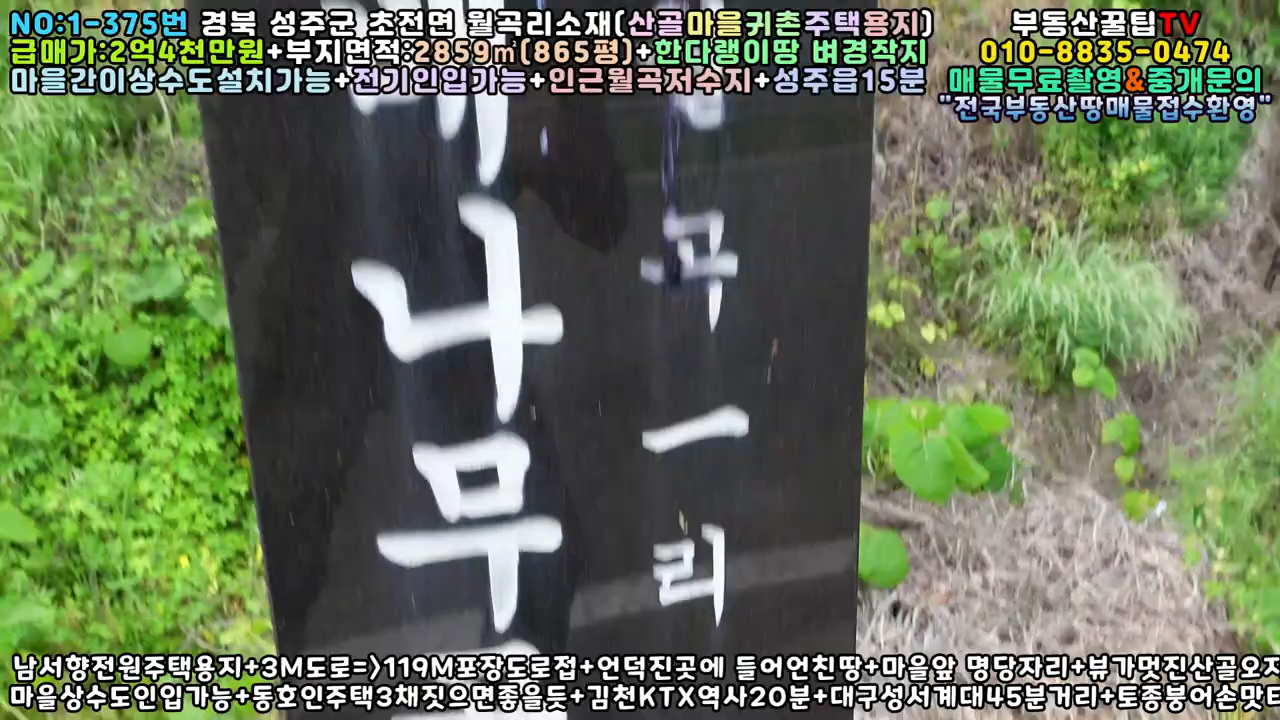 NO:1-375번 경북 성주군 초전면 월곡리소재(산골마을귀촌주택용지)
급매가:2억4천만원+부지면적:2859㎡(865평)+한다랭이땅 벼경작지
마을간이상수도설치가능+전기인입가능+인근월곡저수지+성주읍15분
부동산꿀팁TV
010-8835-0474
매물무료촬영&중개문의
"전국부동산땅매물접수환영"
나무
곡一리
남서향전원주택용지+3M도로=>119M포장도로접+언덕진곳에 들어언친땅+마을앞 명당자리+뷰가멋진산골오지
마을상수도인입가능+동호인주택3채짓으면좋을듯+김천KTX역사20분+대구성서계대45분거리+토종붕어손맛터